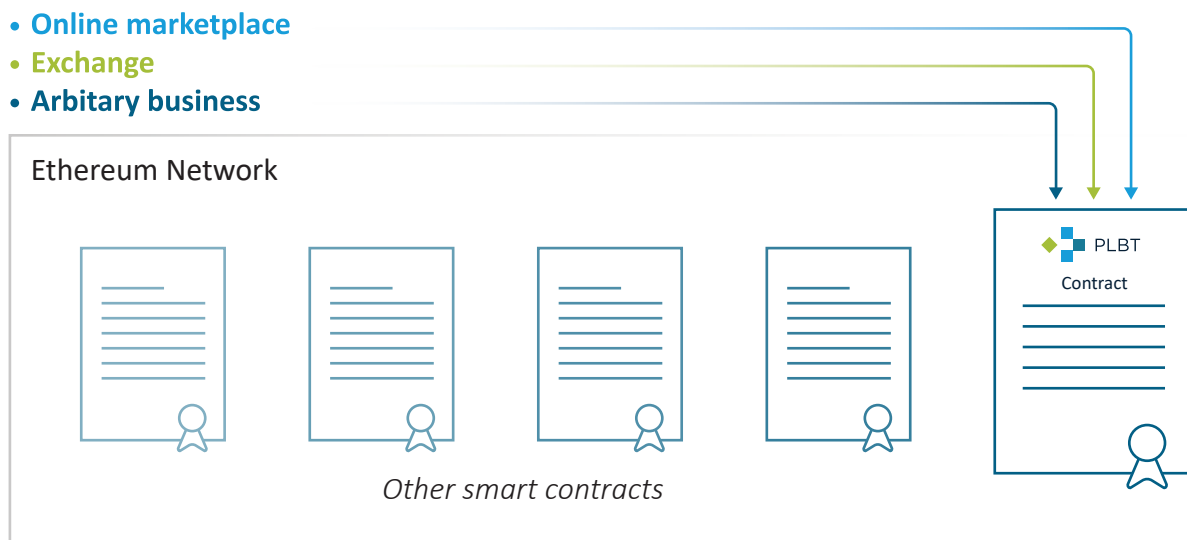 • Online marketplace
• Exchange
• Arbitary business
Ethereum Network
PLBT
Contract
Other smart contracts